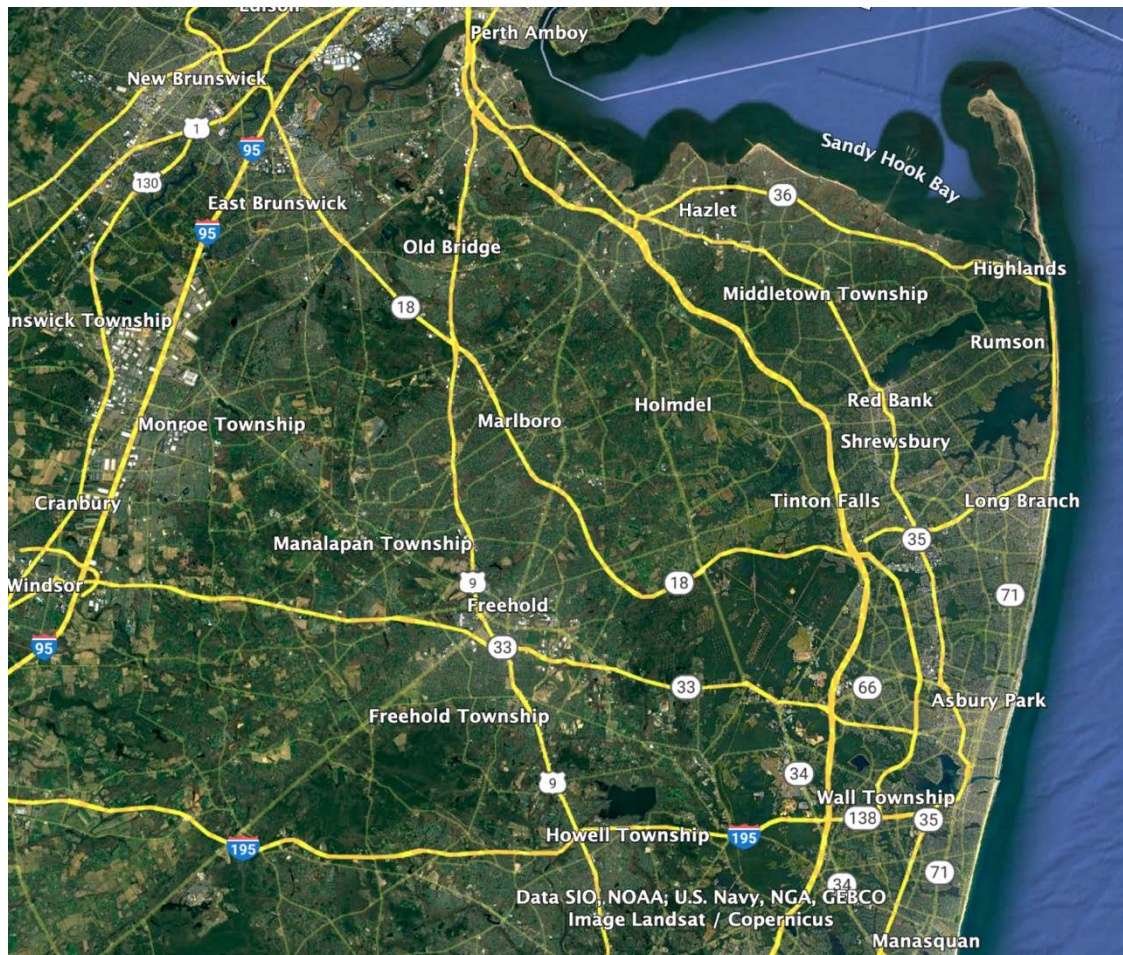 Edison
Perth Amboy
New Brunswick
1
95
130
East Brunswick
95
Old Bridge
Sandy Hook Bay
36
Hazlet
Highlands
Middletown Township
18
unswick Township
Rumson
Red Bank
Holmdel
Marlboro
Monroe Township
Shrewsbury
Cranbury
Tinton Falls
Long Branch
35
Manalapan Township
9
18
Windsor
71
Freehold
95
33
33
66
Asbury Park
Freehold Township
34
9
Wall Township
138
35
Howell Township
195
195
71
34
Data SIO, NOAA; U.S. Navy, NGA, GEBCO
Image Landsat / Copernicus
Manasquan